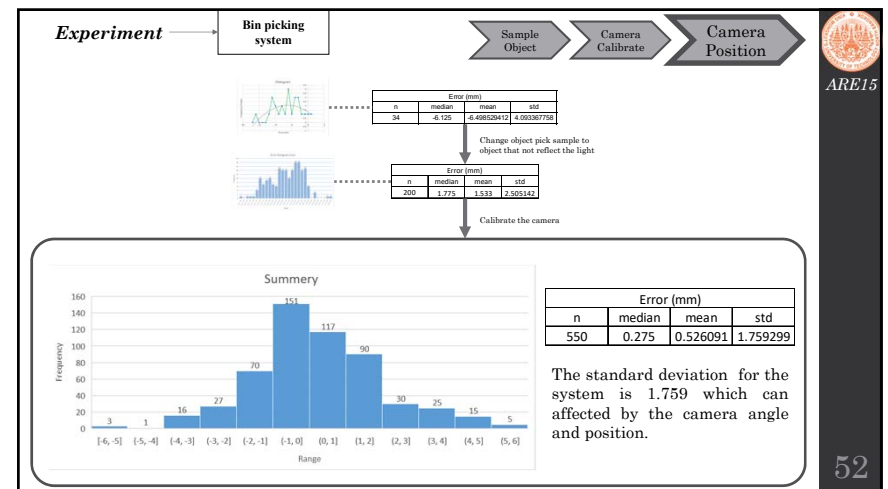 Experiment
Bin picking
system
Sample
Object
Camera
Calibrate
Camera
Position
ARE15
Error (mm)
n median mean std
34 -6.125 -6.498529412 4.093367758
Change object pick sample to
object that not reflect the light
Error (mm)
n median mean std
200 1.775 1.533 2.505142
Calibrate the camera
Summery
Frequency
160
140
120
100
80
60
40
20
0
3
1
16
27
70
151
117
90
30
25
15
5
[-6, -5] (-5, -4] (-4, -3] (-3, -2] (-2, -1] (-1, 0] (0, 1] (1, 2] (2, 3] (3, 4] (4, 5] (5, 6]
Range
Error (mm)
n median mean std
550 0.275 0.526091 1.759299
The standard deviation for the
system is 1.759 which can
affected by the camera angle
and position.
52